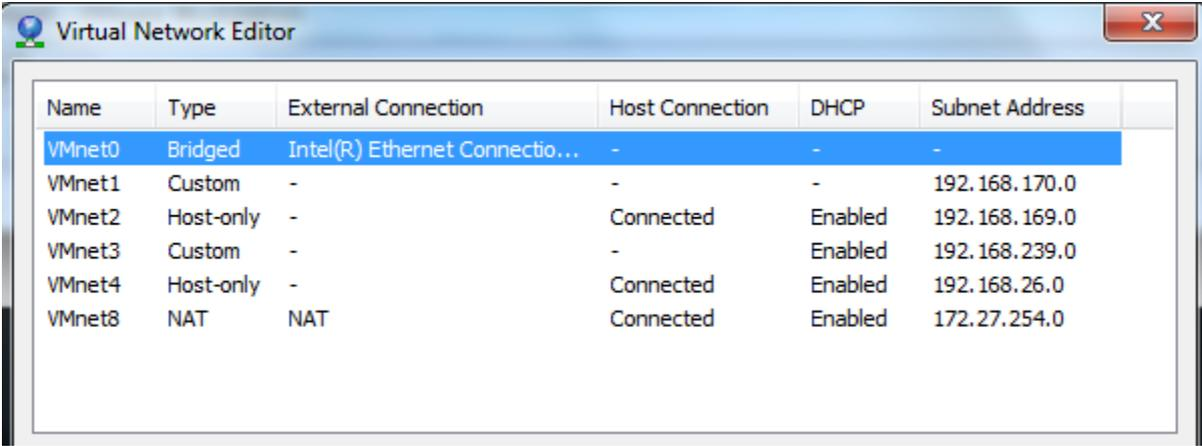 Virtual Network Editor
Name Type External Connection Host Connection DHCP Subnet Address
VMnet0 Bridged Intel(R) Ethernet Connectio... - - -
VMnet1 Custom - - - 192.168.170.0
VMnet2 Host-only - Connected Enabled 192.168.169.0
VMnet3 Custom - - Enabled 192.168.239.0
VMnet4 Host-only - Connected Enabled 192.168.26.0
VMnet8 NAT NAT Connected Enabled 172.27.254.0